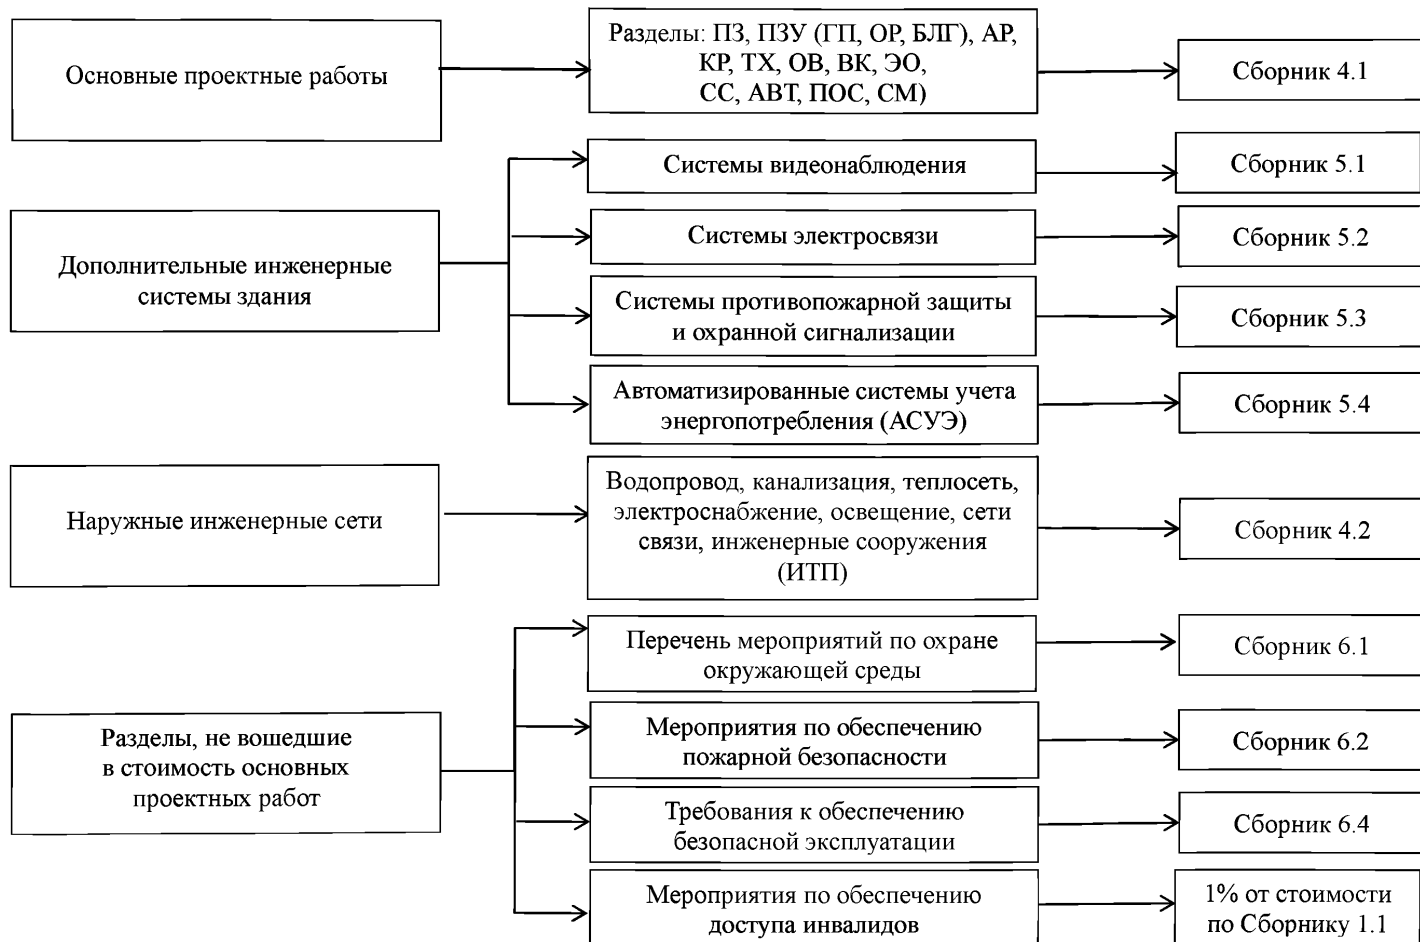 Основные проектные работы
Разделы: ПЗ, ПЗУ (ГП, ОР, БЛГ), АР,
КР, ТХ, ОВ, ВК, ЭО,
СС, АВТ, ПОС, СМ)
Сборник 4.1
Дополнительные инженерные
системы здания
Системы видеонаблюдения
Сборник 5.1
Системы электросвязи
Сборник 5.2
Системы противопожарной защиты
и охранной сигнализации
Сборник 5.3
Автоматизированные системы учета
энергопотребления (АСУЭ)
Сборник 5.4
Наружные инженерные сети
Водопровод, канализация, теплосеть,
электроснабжение, освещение, сети
связи, инженерные сооружения
(ИТП)
Сборник 4.2
Разделы, не вошедшие
в стоимость основных
проектных работ
Перечень мероприятий по охране
окружающей среды
Сборник 6.1
Мероприятия по обеспечению
пожарной безопасности
Сборник 6.2
Требования к обеспечению
безопасной эксплуатации
Сборник 6.4
Мероприятия по обеспечению
доступа инвалидов
1% от стоимости
по Сборнику 1.1